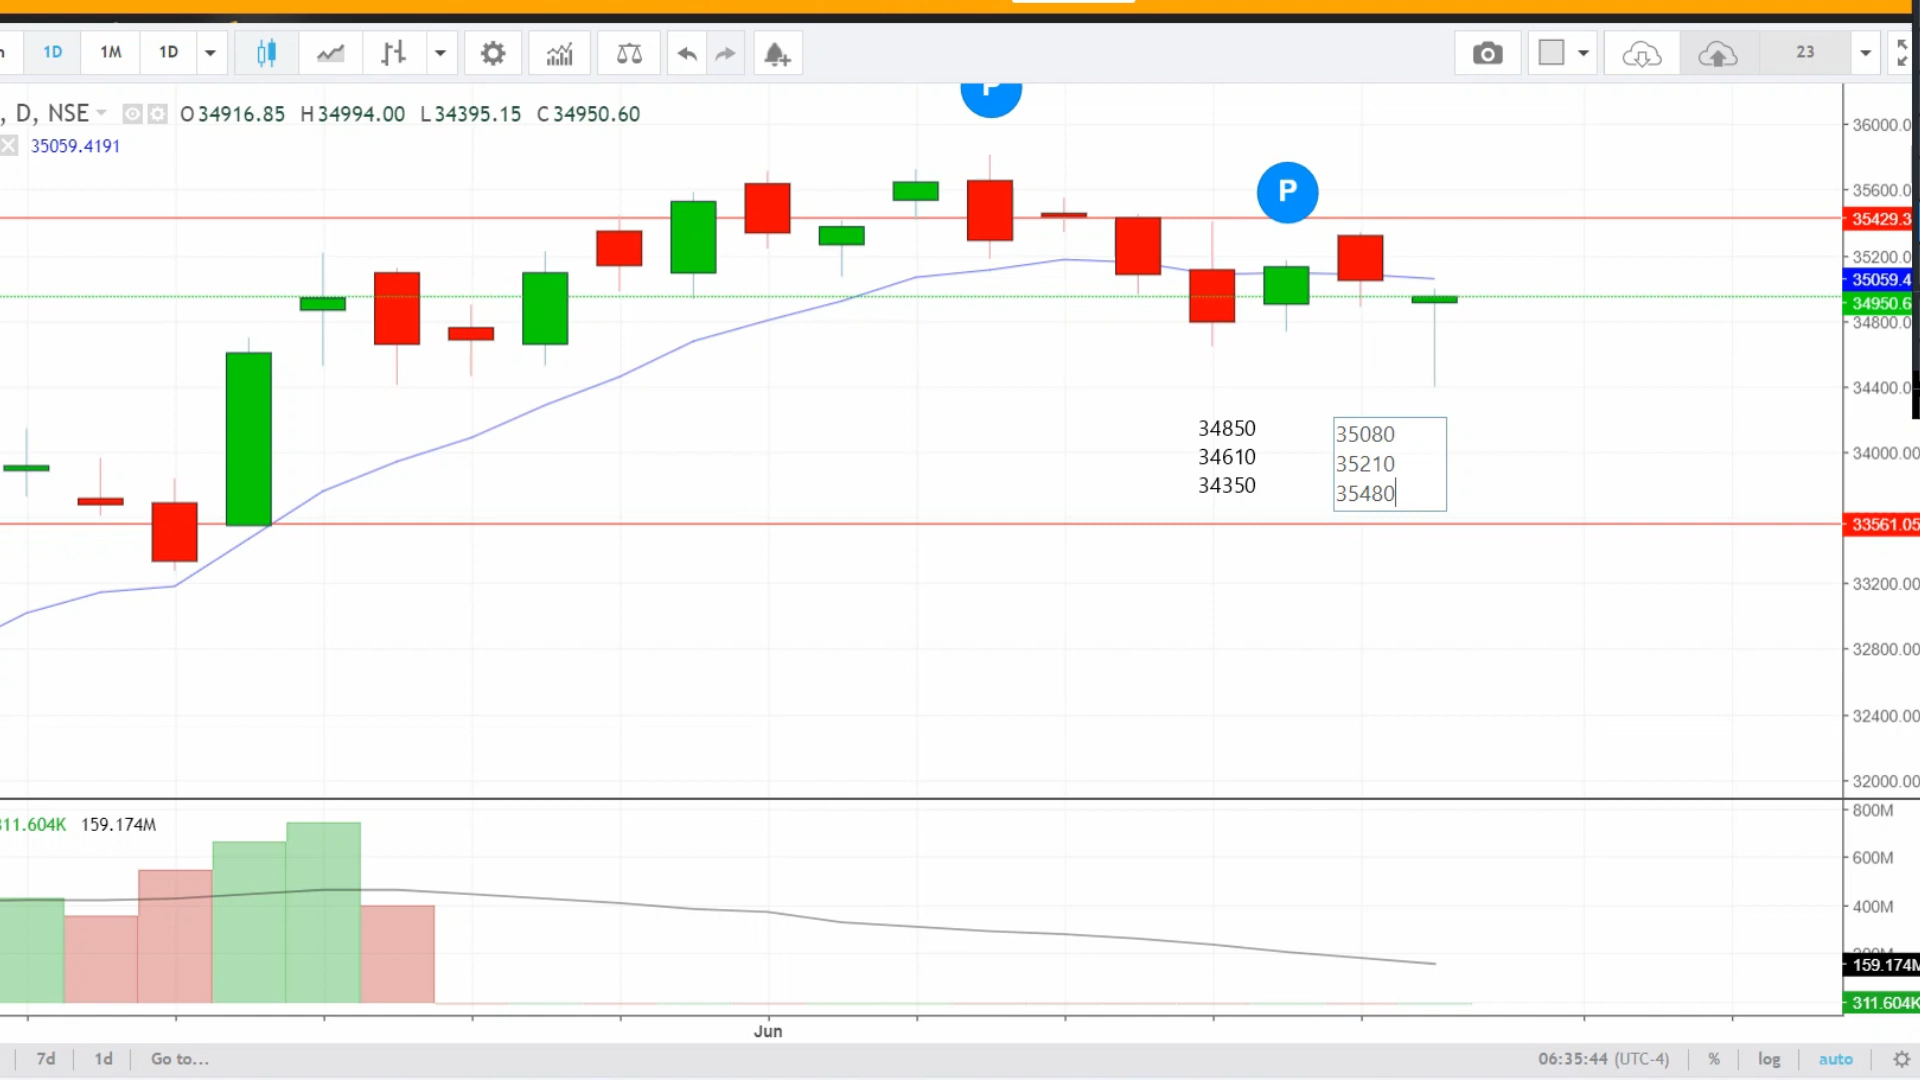 1D 1M 1D 23
, D, NSE O 34916.85 H 34994.00 L 34395.15 C 34950.60
35059.4191
P
P
36000.0
35600.0
35429.3
35200.0
35059.4
34950.6
34800.0
34400.0
34000.00
33561.05
33200.00
32800.00
32400.00
32000.00
34850
34610
34350
35080
35210
35480
311.604K 159.174M
800M
600M
400M
159.174M
311.604K
Jun
7d 1d Go to... 06:35:44 (UTC-4) % log auto